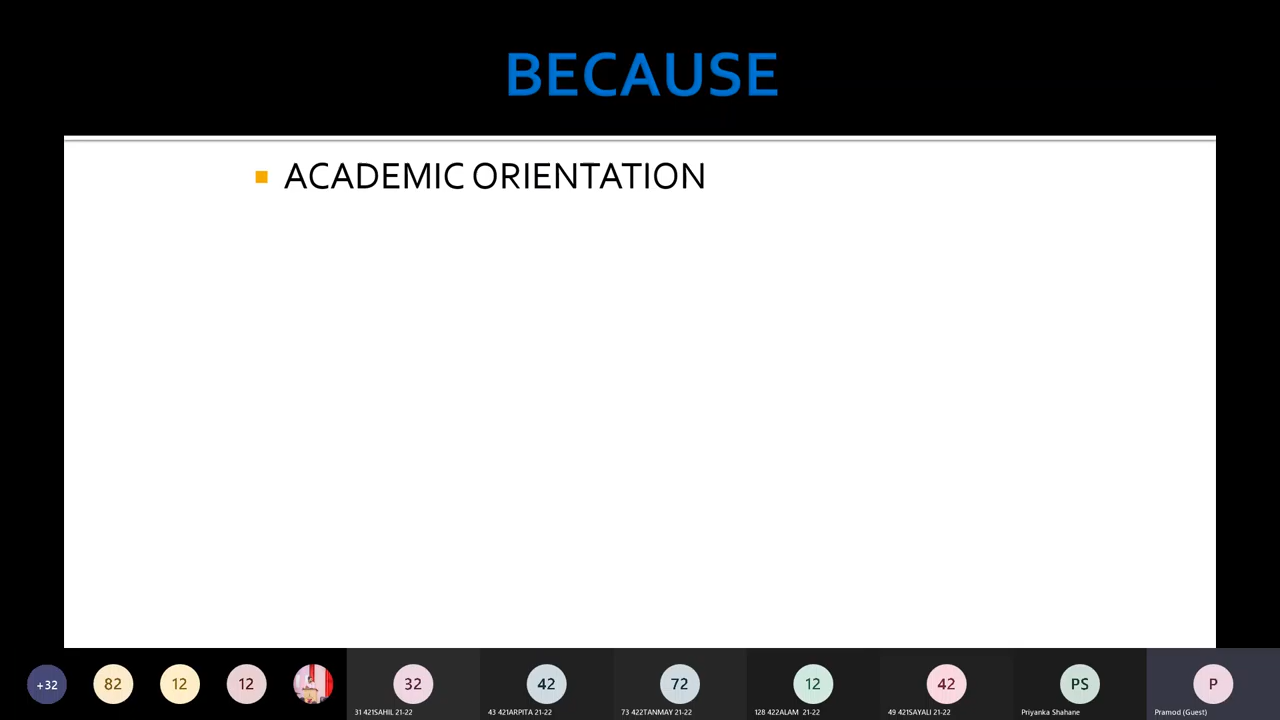 BECAUSE
ACADEMIC ORIENTATION
+32
82
12
12
32
42
72
12
42
PS
P
31 421SAHIL 21-22
43 421ARPITA 21-22
73 422TANMAY 21-22
128 422ALAM 21-22
49 421SAYALI 21-22
Priyanka Shahane
Pramod (Guest)